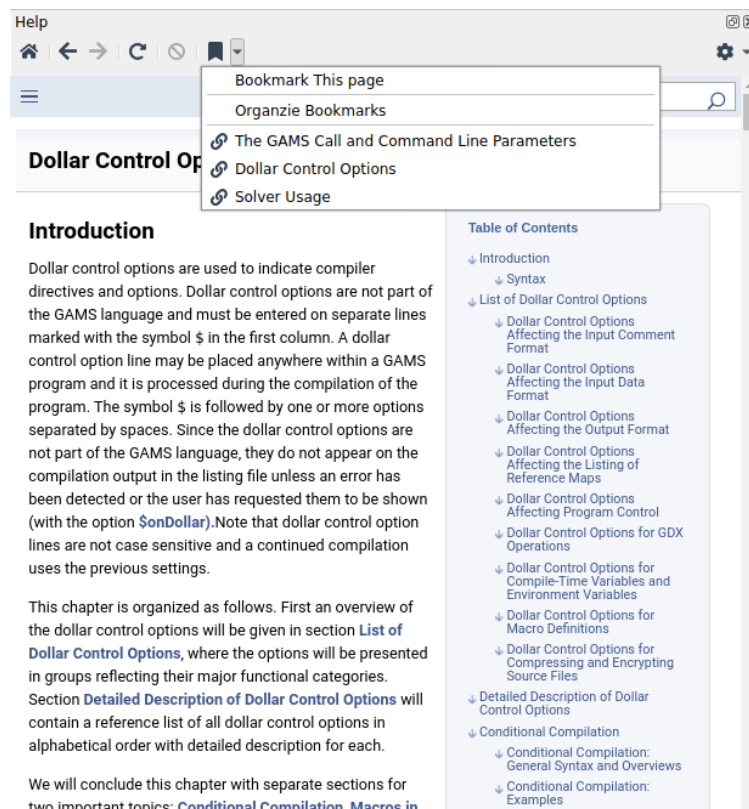 Help
Bookmark This page
Organzie Bookmarks
The GAMS Call and Command Line Parameters
Dollar Control Options
Solver Usage
Dollar Control Op
Introduction
Dollar control options are used to indicate compiler
directives and options. Dollar control options are not part of
the GAMS language and must be entered on separate lines
marked with the symbol $ in the first column. A dollar
control option line may be placed anywhere within a GAMS
program and it is processed during the compilation of the
program. The symbol $ is followed by one or more options
separated by spaces. Since the dollar control options are
not part of the GAMS language, they do not appear on the
compilation output in the listing file unless an error has
been detected or the user has requested them to be shown
(with the option $onDollar).Note that dollar control option
lines are not case sensitive and a continued compilation
uses the previous settings.
This chapter is organized as follows. First an overview of
the dollar control options will be given in section List of
Dollar Control Options, where the options will be presented
in groups reflecting their major functional categories.
Section Detailed Description of Dollar Control Options will
contain a reference list of all dollar control options in
alphabetical order with detailed description for each.
We will conclude this chapter with separate sections for
two important topics: Conditional Compilation, Macros in
Table of Contents
Introduction
Syntax
List of Dollar Control Options
Dollar Control Options
Affecting the Input Comment
Format
Dollar Control Options
Affecting the Input Data
Format
Dollar Control Options
Affecting the Output Format
Dollar Control Options
Affecting the Listing of
Reference Maps
Dollar Control Options
Affecting Program Control
Dollar Control Options for GDX
Operations
Dollar Control Options for
Compile-Time Variables and
Environment Variables
Dollar Control Options for
Macro Definitions
Dollar Control Options for
Compressing and Encrypting
Source Files
Detailed Description of Dollar
Control Options
Conditional Compilation
Conditional Compilation:
General Syntax and Overviews
Conditional Compilation:
Examples